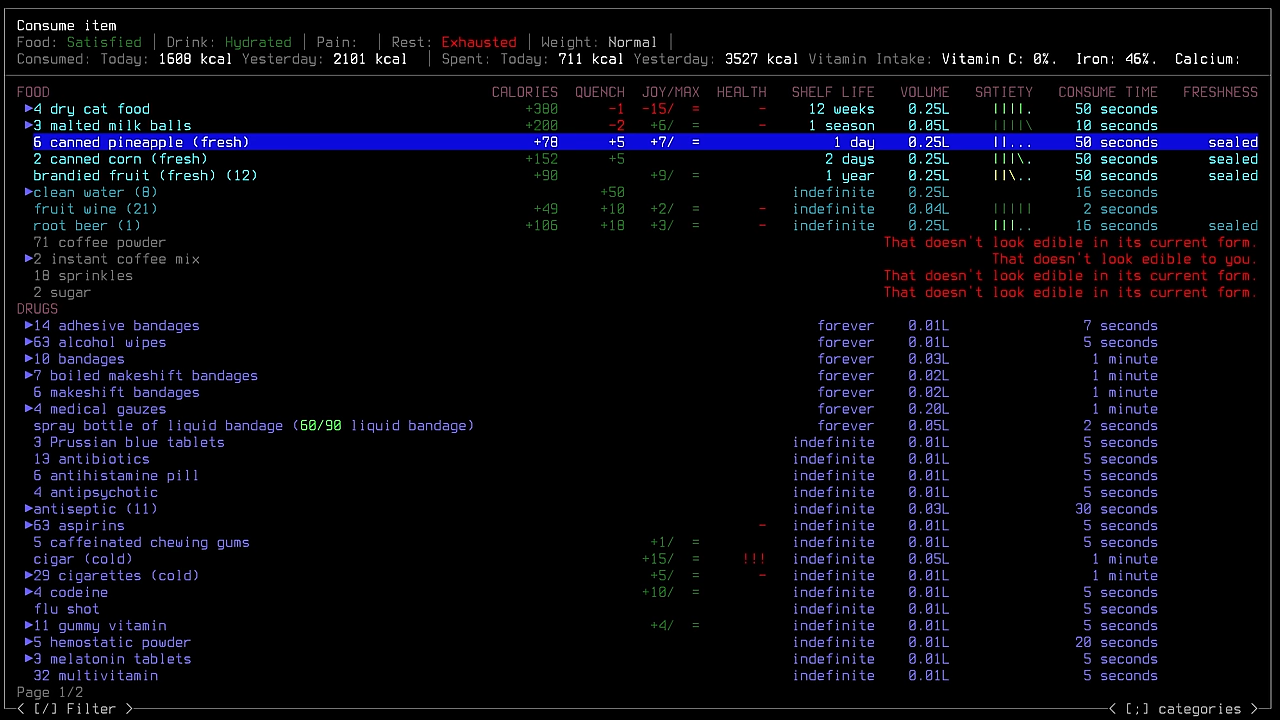 Consume item
Food: Satisfied │ Drink: Hydrated │ Pain: │ Rest: Exhausted │ Weight: Normal │
Consumed: Today: 1608 kcal Yesterday: 2101 kcal │ Spent: Today: 711 kcal Yesterday: 3527 kcal Vitamin Intake: Vitamin C: 0%. Iron: 46%. Calcium:
FOOD CALORIES QUENCH JOY/MAX HEALTH SHELF LIFE VOLUME SATIETY CONSUME TIME FRESHNESS
▶4 dry cat food +380 -1 -15/ = - 12 weeks 0.25L ||||. 50 seconds
▶3 malted milk balls +200 -2 +6/ = - 1 season 0.05L ||||\ 10 seconds
6 canned pineapple (fresh) +78 +5 +7/ = 1 day 0.25L ||... 50 seconds sealed
2 canned corn (fresh) +152 +5 2 days 0.25L |||\. 50 seconds sealed
brandied fruit (fresh) (12) +90 +9/ = 1 year 0.25L ||\.. 50 seconds sealed
▶clean water (8) +50 indefinite 0.25L 16 seconds
fruit wine (21) +49 +10 +2/ = - indefinite 0.04L ||||| 2 seconds
root beer (1) +106 +18 +3/ = - indefinite 0.25L |||.. 16 seconds sealed
71 coffee powder That doesn't look edible in its current form.
▶2 instant coffee mix That doesn't look edible to you.
18 sprinkles That doesn't look edible in its current form.
2 sugar That doesn't look edible in its current form.
DRUGS
▶14 adhesive bandages forever 0.01L 7 seconds
▶63 alcohol wipes forever 0.01L 5 seconds
▶10 bandages forever 0.03L 1 minute
▶7 boiled makeshift bandages forever 0.02L 1 minute
6 makeshift bandages forever 0.02L 1 minute
▶4 medical gauzes forever 0.20L 1 minute
spray bottle of liquid bandage (60/90 liquid bandage) forever 0.05L 2 seconds
3 Prussian blue tablets indefinite 0.01L 5 seconds
13 antibiotics indefinite 0.01L 5 seconds
6 antihistamine pill indefinite 0.01L 5 seconds
4 antipsychotic indefinite 0.01L 5 seconds
▶antiseptic (11) indefinite 0.03L 30 seconds
▶63 aspirins - indefinite 0.01L 5 seconds
5 caffeinated chewing gums +1/ = indefinite 0.01L 5 seconds
cigar (cold) +15/ = !!! indefinite 0.05L 1 minute
▶29 cigarettes (cold) +5/ = - indefinite 0.01L 1 minute
▶4 codeine +10/ = indefinite 0.01L 5 seconds
flu shot indefinite 0.01L 5 seconds
▶11 gummy vitamin +4/ = indefinite 0.01L 5 seconds
▶5 hemostatic powder indefinite 0.01L 20 seconds
▶3 melatonin tablets indefinite 0.01L 5 seconds
32 multivitamin indefinite 0.01L 5 seconds
Page 1/2
< [/] Filter > < [;] categories >